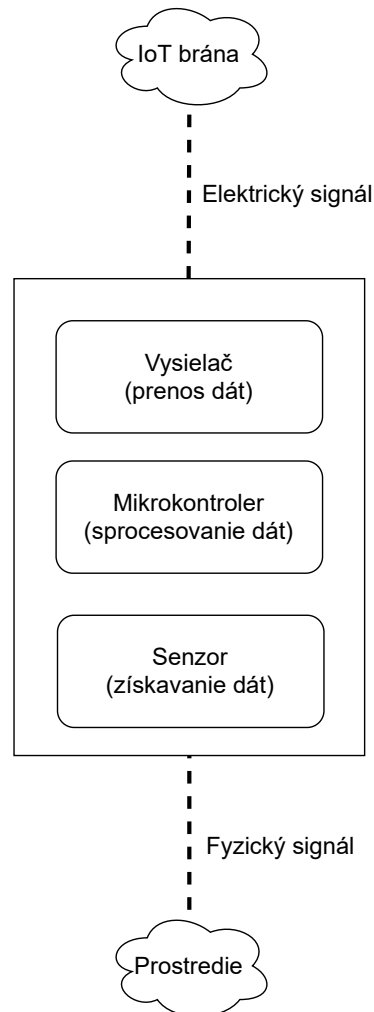 IoT brána
Elektrický signál
Vysielač
(prenos dát)
Mikrokontroler
(sprocesovanie dát)
Senzor
(získavanie dát)
Fyzický signál
Prostredie